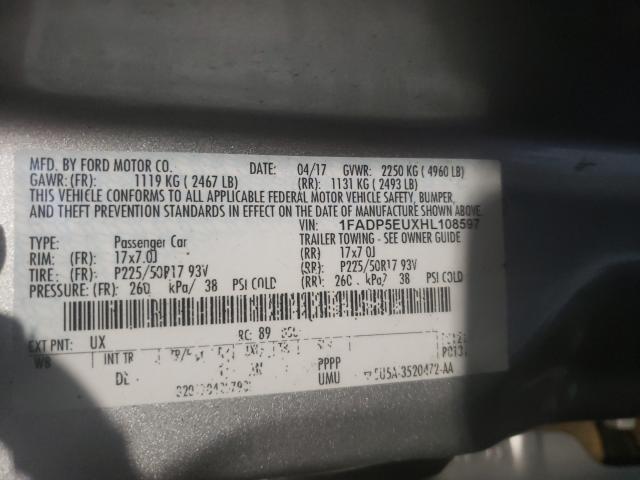 MFD. BY FORD MOTOR CO. DATE: 04/17 GVWR: 2250 KG ( 4960 LB)
GAWR: (FR): 1119 KG ( 2467 LB) (RR): 1131 KG ( 2493 LB)
THIS VEHICLE CONFORMS TO ALL APPLICABLE FEDERAL MOTOR VEHICLE SAFETY, BUMPER,
AND THEFT PREVENTION STANDARDS IN EFFECT ON THE DATE OF MANUFACTURE SHOWN ABOVE.
VIN: 1FADP5EUXHL108597
TYPE: Passenger Car TRAILER TOWING - SEE OWNER GUIDE
RIM: (FR): 17x7.0J (RR) 17x7.0J
TIRE: (FR): P225/50R17 93V P225/50R17 93V
PRESSURE: (FR): 260 kPa/ 38 PSI COLD (RR): 260 kPa/ 38 PSI COLD
EXT PNT: UX RC: 89
WB INT TR
PPPP
UMU 5U5A-3520472-AA